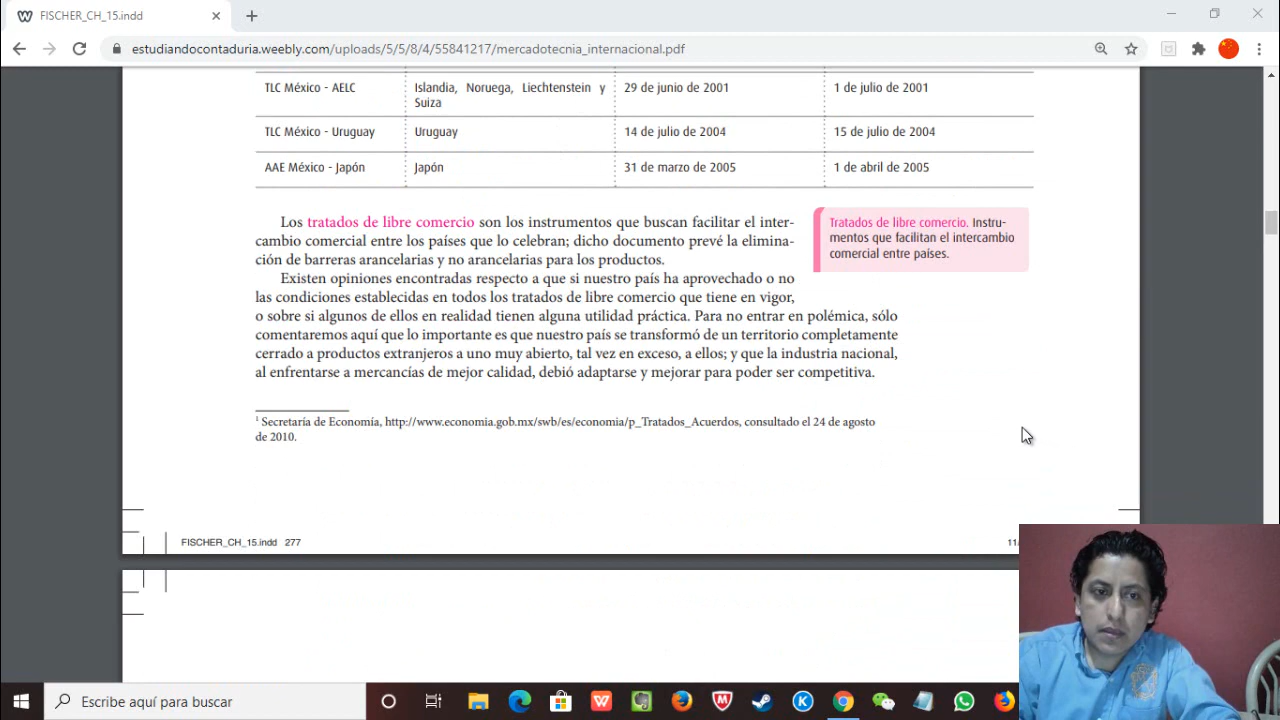 FISCHER_CH_15.indd
estudiandocontaduria.weebly.com/uploads/5/5/8/4/55841217/mercadotecnia_internacional.pdf
TLC México - AELC Islandia, Noruega, Liechtenstein y 29 de junio de 2001 1 de julio de 2001
Suiza
TLC México - Uruguay Uruguay 14 de julio de 2004 15 de julio de 2004
AAE México - Japón Japón 31 de marzo de 2005 1 de abril de 2005
Los tratados de libre comercio son los instrumentos que buscan facilitar el inter-
cambio comercial entre los países que lo celebran; dicho documento prevé la elimina-
ción de barreras arancelarias y no arancelarias para los productos.
Existen opiniones encontradas respecto a que si nuestro país ha aprovechado o no
las condiciones establecidas en todos los tratados de libre comercio que tiene en vigor,
o sobre si algunos de ellos en realidad tienen alguna utilidad práctica. Para no entrar en polémica, sólo
comentaremos aquí que lo importante es que nuestro país se transformó de un territorio completamente
cerrado a productos extranjeros a uno muy abierto, tal vez en exceso, a ellos; y que la industria nacional,
al enfrentarse a mercancías de mejor calidad, debió adaptarse y mejorar para poder ser competitiva.
Tratados de libre comercio. Instru-
mentos que facilitan el intercambio
comercial entre países.
1 Secretaría de Economía, http://www.economia.gob.mx/swb/es/economia/p_Tratados_Acuerdos, consultado el 24 de agosto
de 2010.
FISCHER_CH_15.indd 277 11
Escribe aquí para buscar